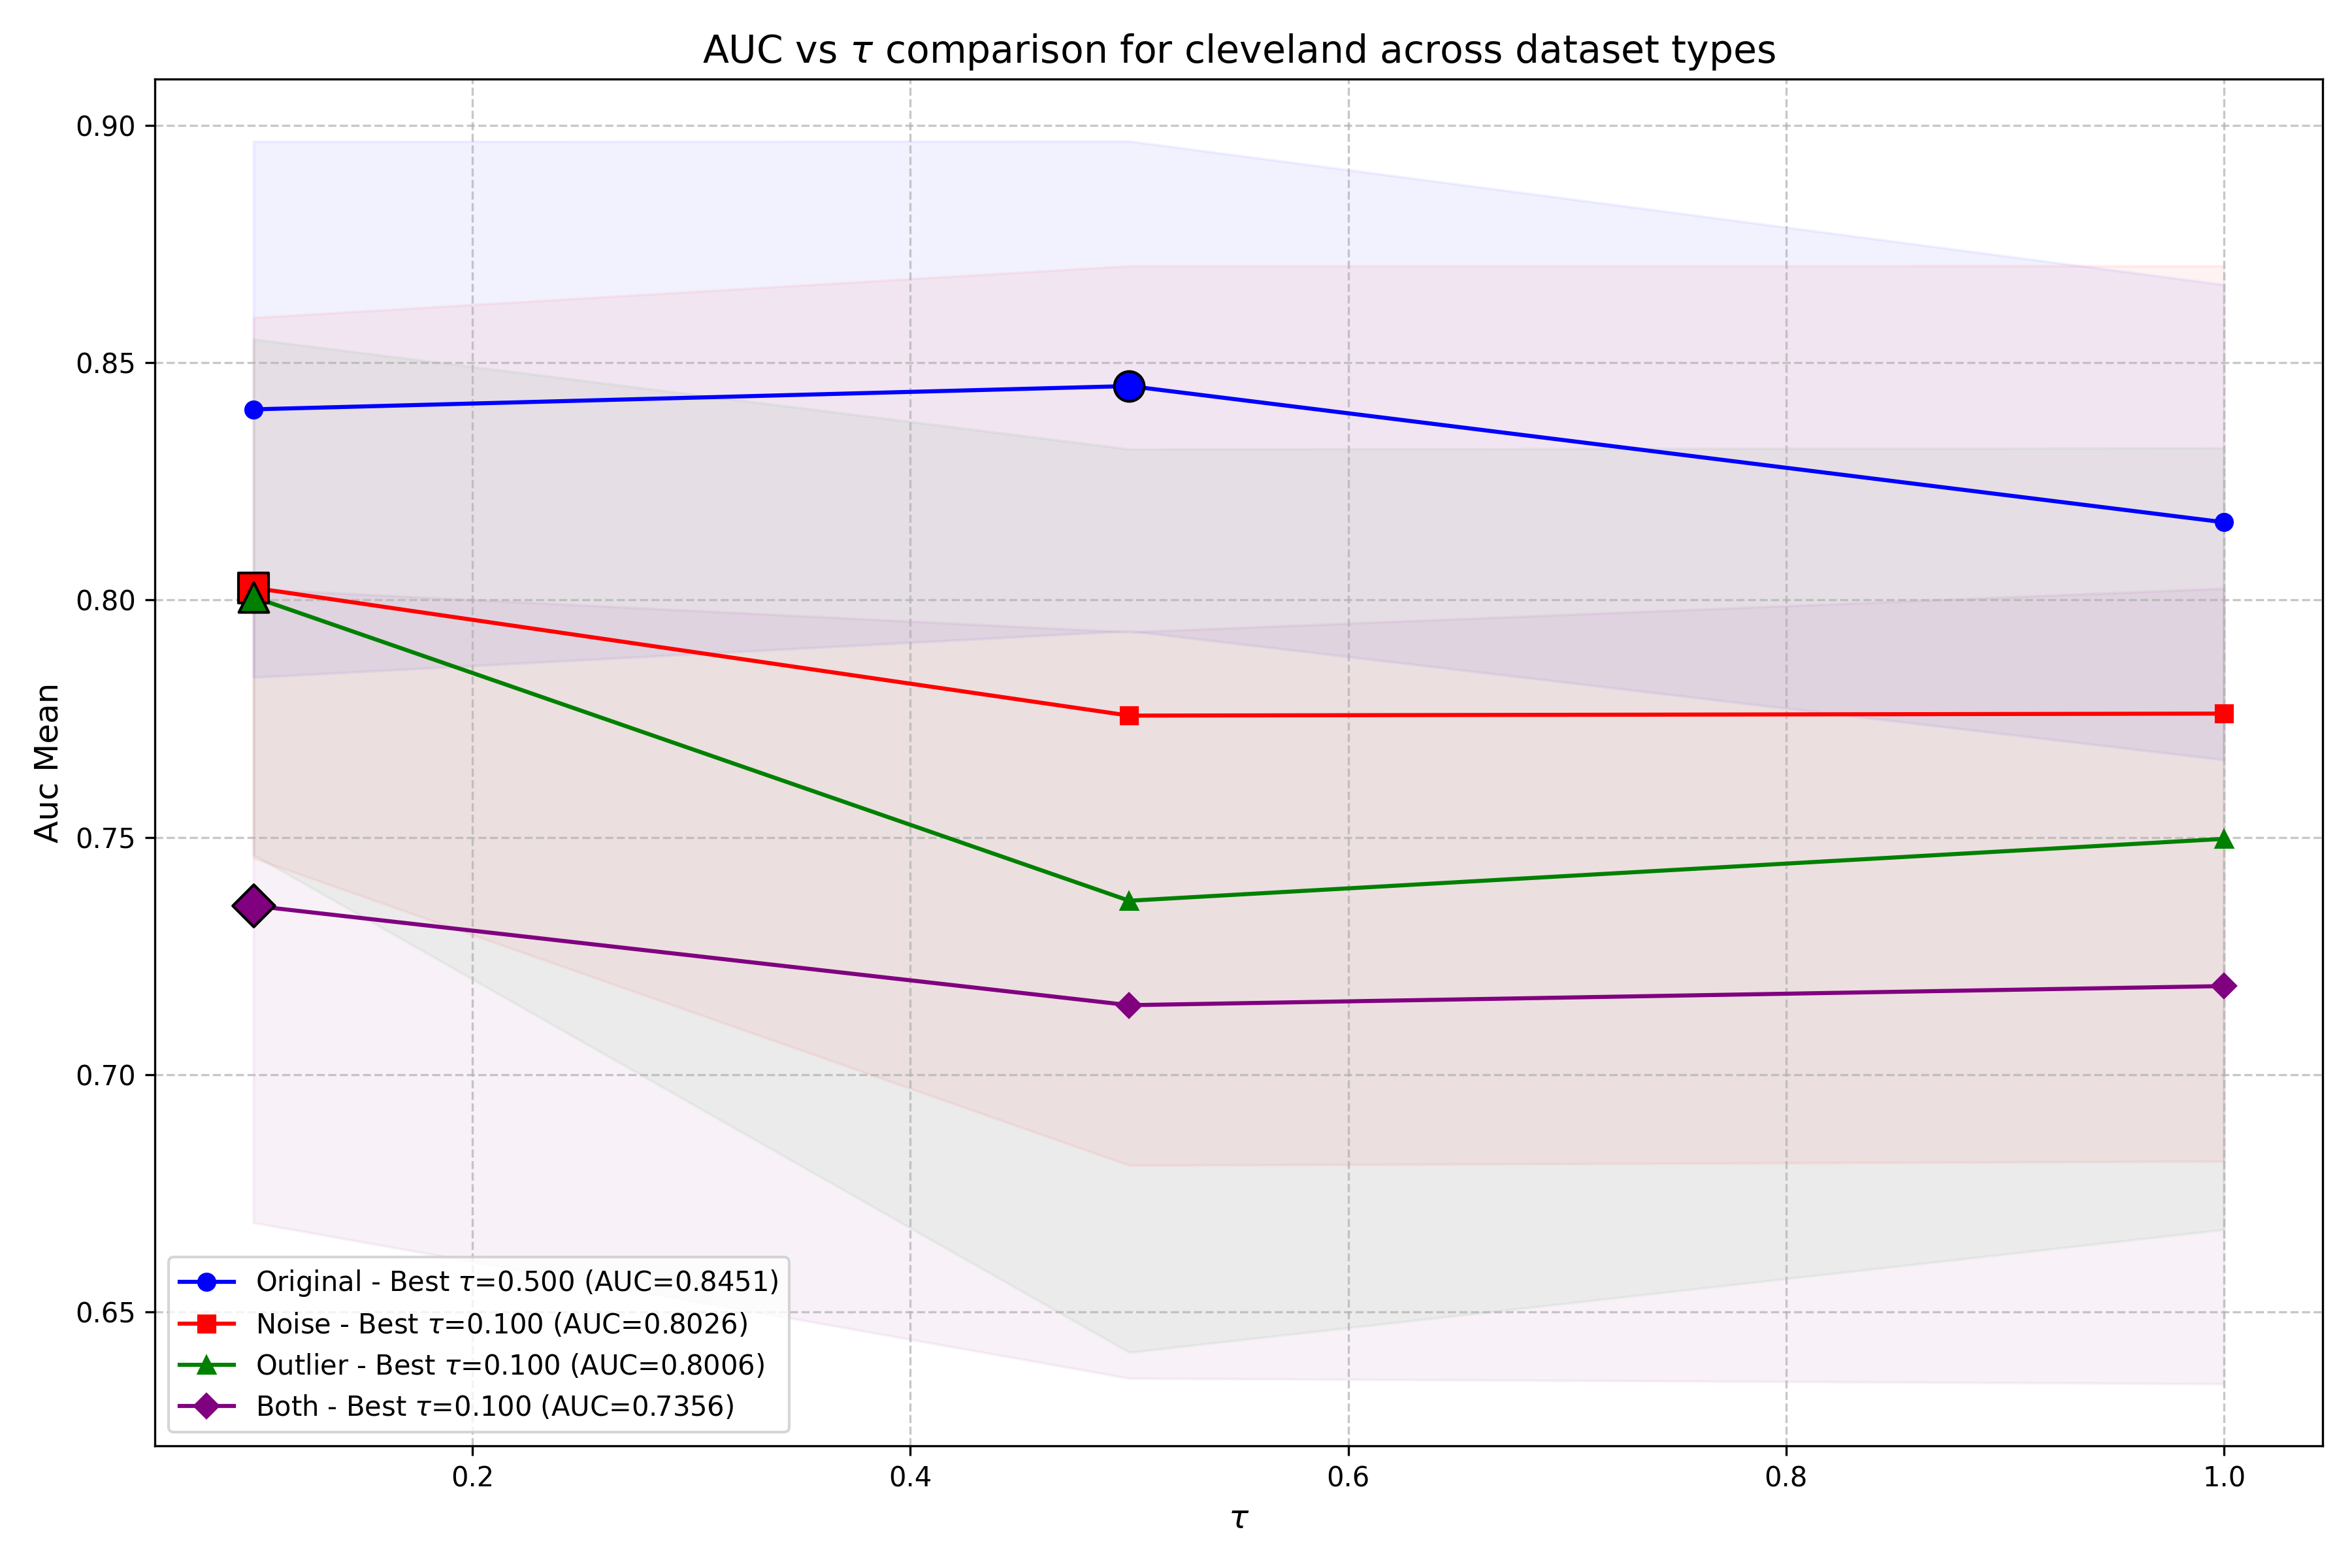 AUC vs τ comparison for cleveland across dataset types
0.90
0.85
0.80
0.75
0.70
0.65
Auc Mean
Original - Best τ=0.500 (AUC=0.8451)
Noise - Best τ=0.100 (AUC=0.8026)
Outlier - Best τ=0.100 (AUC=0.8006)
Both - Best τ=0.100 (AUC=0.7356)
0.2 0.4 0.6 0.8 1.0
τ